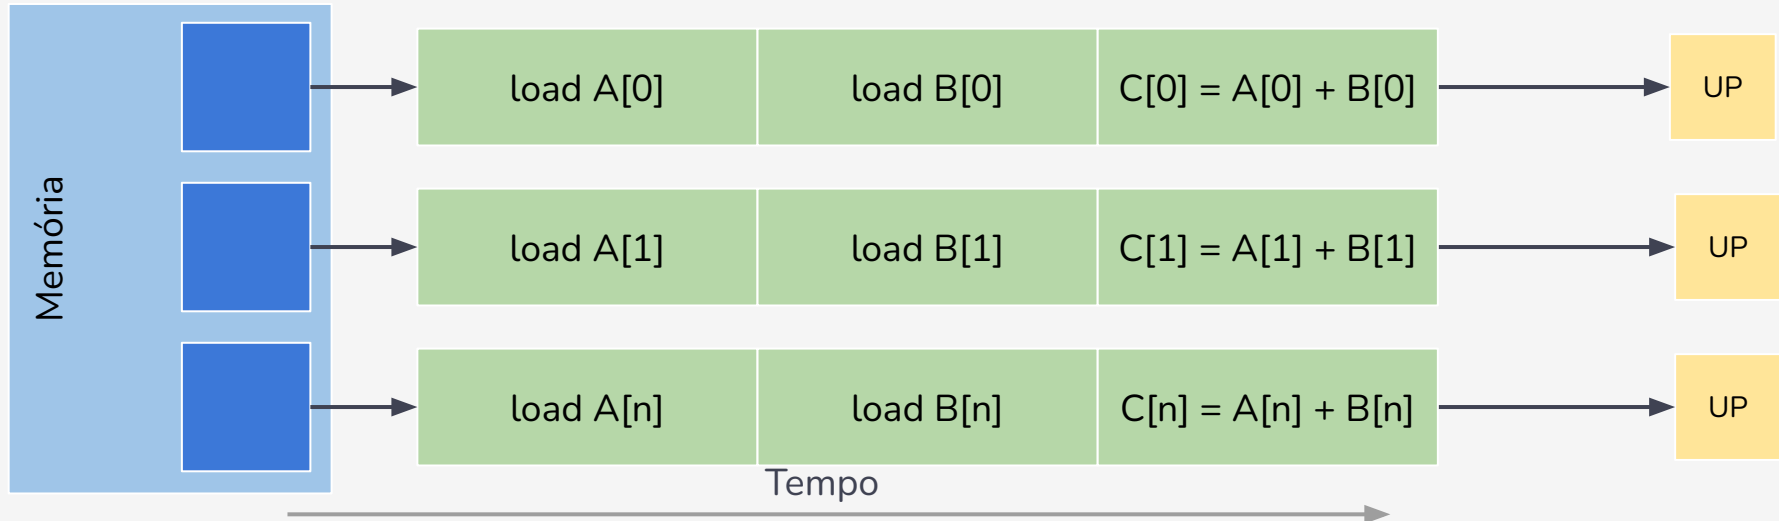 Memória
load A[0]
load B[0]
C[0] = A[0] + B[0]
UP
load A[1]
load B[1]
C[1] = A[1] + B[1]
UP
load A[n]
load B[n]
C[n] = A[n] + B[n]
UP
Tempo